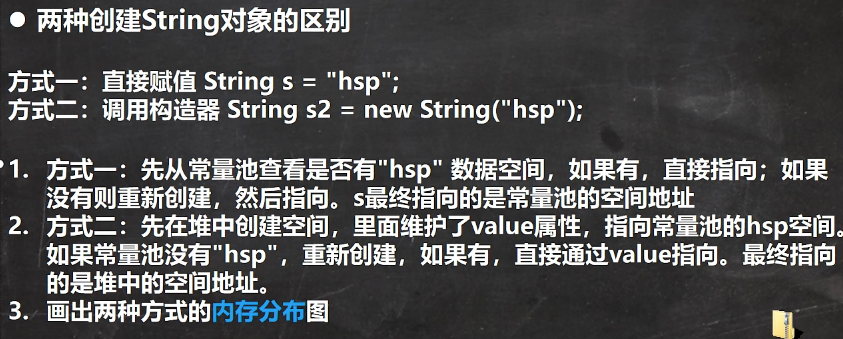 ● 两种创建String对象的区别
方式一：直接赋值 String s = "hsp";
方式二：调用构造器 String s2 = new String("hsp");
1. 方式一：先从常量池查看是否有"hsp" 数据空间，如果有，直接指向；如果
没有则重新创建，然后指向。s最终指向的是常量池的空间地址
2. 方式二：先在堆中创建空间，里面维护了value属性，指向常量池的hsp空间。
如果常量池没有"hsp"，重新创建，如果有，直接通过value指向。最终指向
的是堆中的空间地址。
3. 画出两种方式的内存分布图